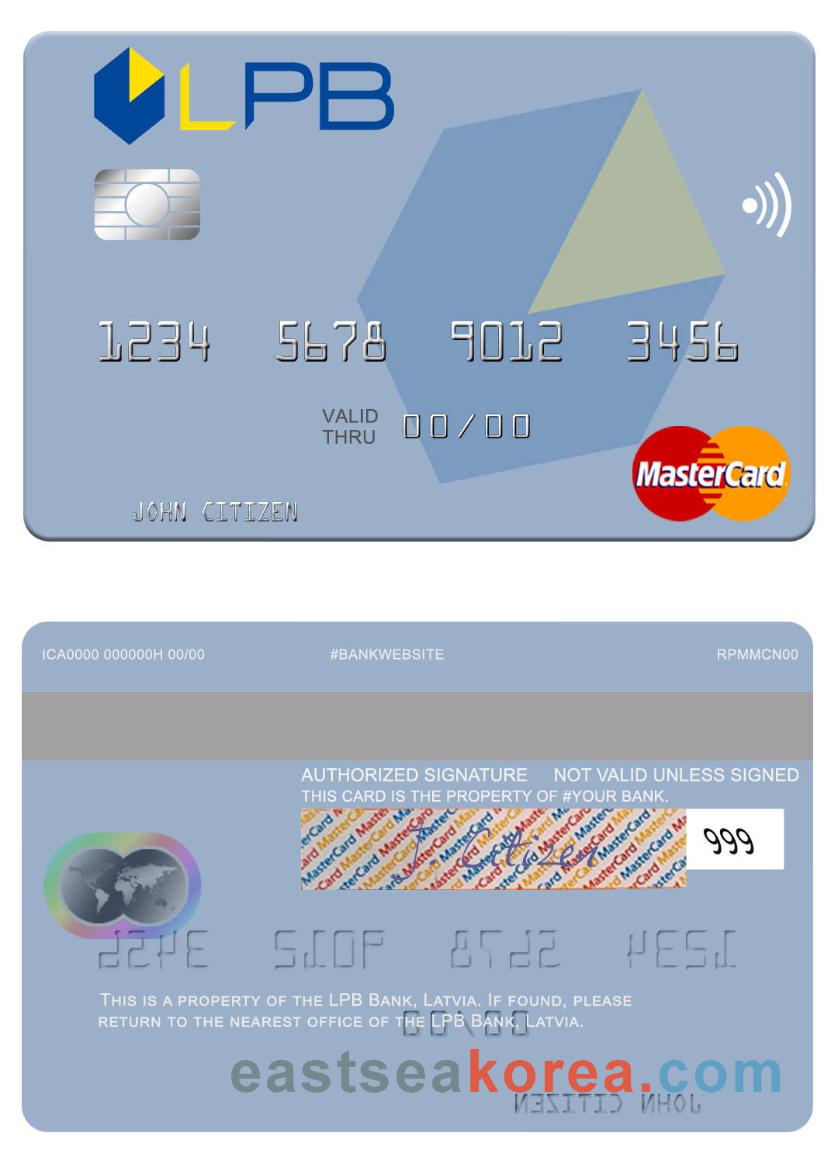 LPB
1234 5678 9012 3456
VALID THRU 00/00
JOHN CITIZEN
MasterCard
ICA0000 000000H 00/00 #BANKWEBSITE RPMMCN00
AUTHORIZED SIGNATURE NOT VALID UNLESS SIGNED
THIS CARD IS THE PROPERTY OF #YOUR BANK.
J Citizen 999
THIS IS A PROPERTY OF THE LPB BANK, LATVIA. IF FOUND, PLEASE
RETURN TO THE NEAREST OFFICE OF THE LPB BANK, LATVIA.
eastseakorea.com